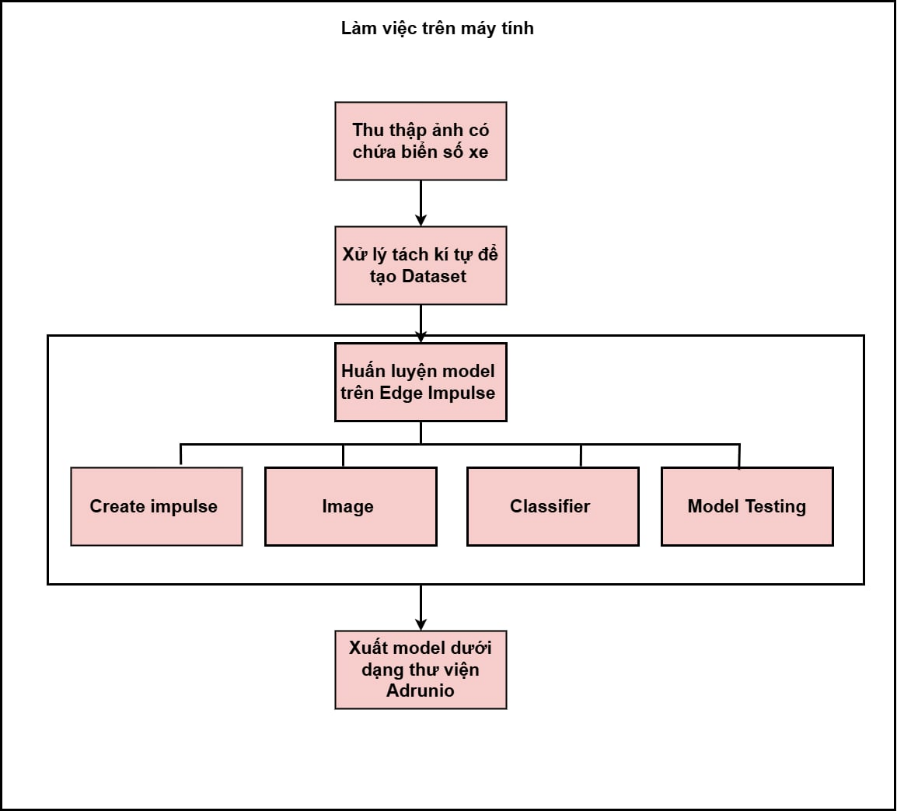 Làm việc trên máy tính
Thu thập ảnh có
chứa biển số xe
Xử lý tách kí tự để
tạo Dataset
Huấn luyện model
trên Edge Impulse
Create impulse
Image
Classifier
Model Testing
Xuất model dưới
dạng thư viện
Adrunio